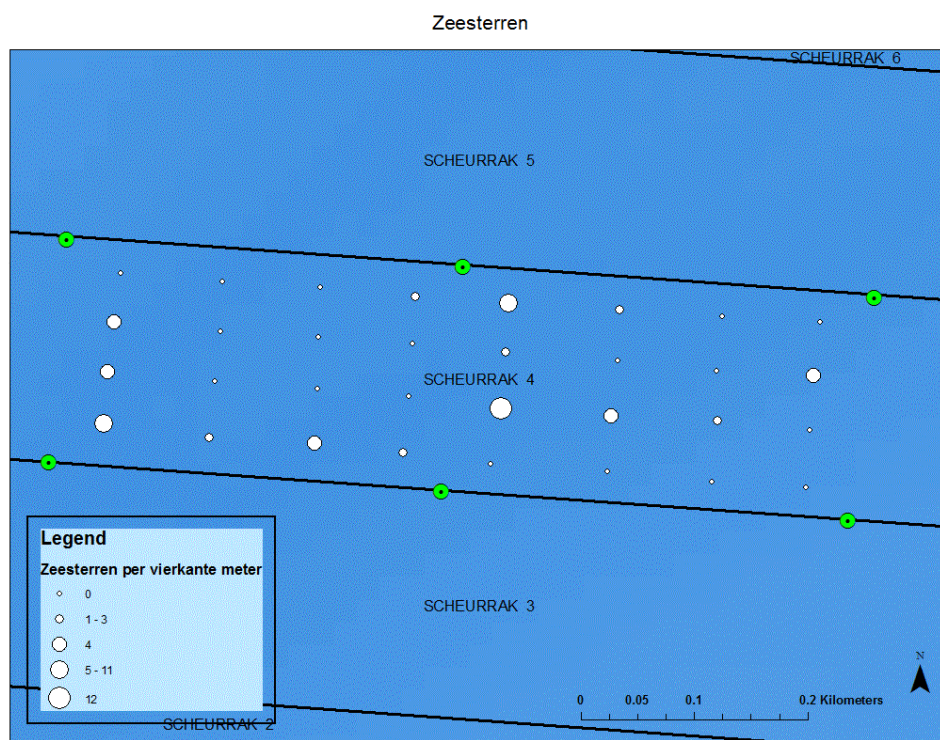 Zeesterren
SCHEURRAK 6
SCHEURRAK 5
SCHEURRAK 4
SCHEURRAK 3
SCHEURRAK 2
Legend
Zeesterren per vierkante meter
0
1 - 3
4
5 - 11
12
N
0 0.05 0.1 0.2 Kilometers